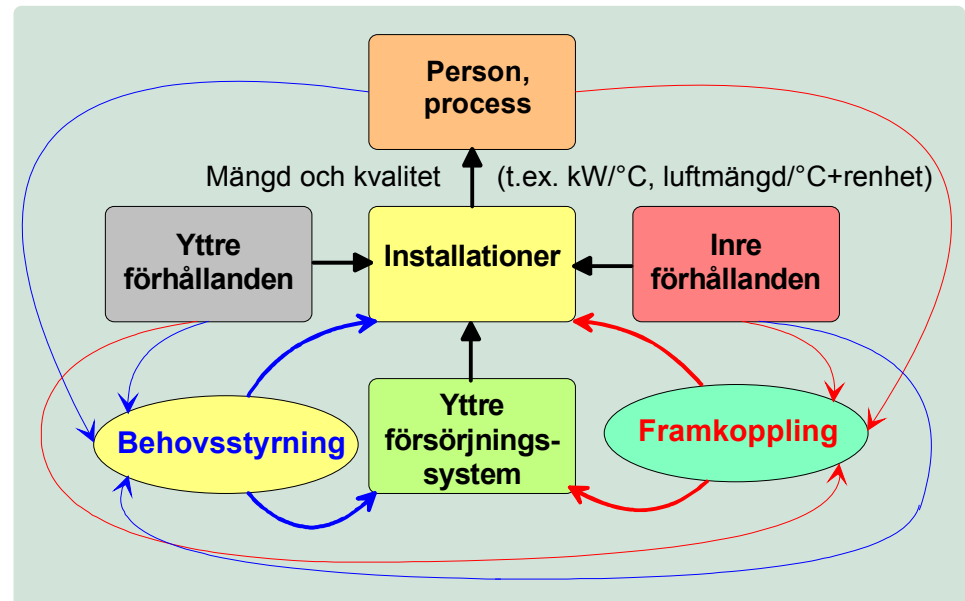 Person,
process
Mängd och kvalitet (t.ex. kW/°C, luftmängd/°C+renhet)
Yttre
förhållanden
Installationer
Inre
förhållanden
Behovsstyrning
Yttre
försörjnings-
system
Framkoppling